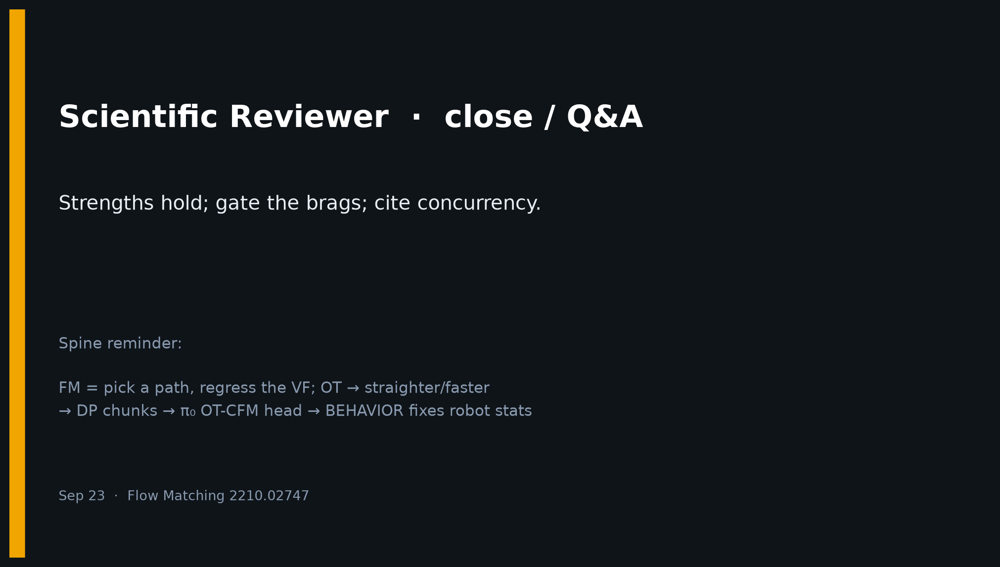 Scientific Reviewer · close / Q&A
Strengths hold; gate the brags; cite concurrency.
Spine reminder:
FM = pick a path, regress the VF; OT → straighter/faster
→ DP chunks → π₀ OT-CFM head → BEHAVIOR fixes robot stats
Sep 23 · Flow Matching 2210.02747